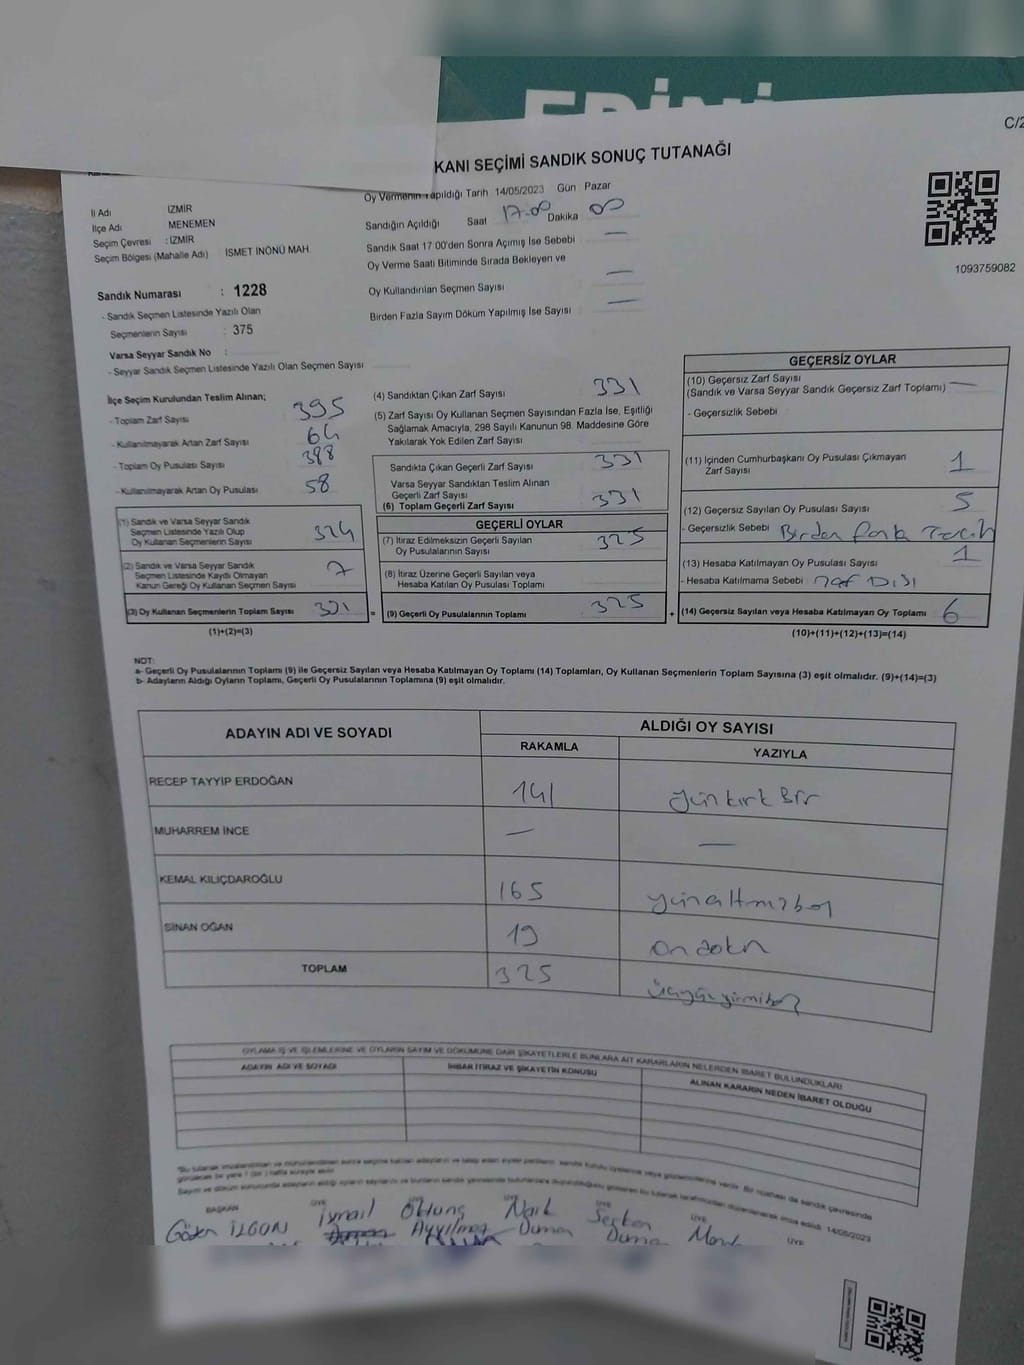 C/2
KANI SEÇİMİ SANDIK SONUÇ TUTANAĞI
İl Adı İZMİR
İlçe Adı MENEMEN
Seçim Çevresi : İZMİR
Seçim Bölgesi (Mahalle Adı) İSMET İNÖNÜ MAH.
Oy Vermenin Yapıldığı Tarih 14/05/2023 Gün Pazar
Sandığın Açıldığı Saat 17.00 Dakika 00
Sandık Saat 17:00'den Sonra Açımış İse Sebebi —
Oy Verme Saati Bitiminde Sırada Bekleyen ve
Oy Kullandırılan Seçmen Sayısı —
Birden Fazla Sayım Döküm Yapılmış İse Sayısı —
1093759082
Sandık Numarası : 1228
- Sandık Seçmen Listesinde Yazılı Olan
Seçmenlerin Sayısı : 375
Varsa Seyyar Sandık No :
- Seyyar Sandık Seçmen Listesinde Yazılı Olan Seçmen Sayısı
İlçe Seçim Kurulundan Teslim Alınan;
- Toplam Zarf Sayısı 395
- Kullanılmayarak Artan Zarf Sayısı 64
- Toplam Oy Pusulası Sayısı 388
- Kullanılmayarak Artan Oy Pusulası 58
(1) Sandık ve Varsa Seyyar Sandık
Seçmen Listesinde Yazılı Olup
Oy Kullanan Seçmenlerin Sayısı 324
(2) Sandık ve Varsa Seyyar Sandık
Seçmen Listesinde Kayıtlı Olmayan
Kanun Gereği Oy Kullanan Seçmen Sayısı 7
(3) Oy Kullanan Seçmenlerin Toplam Sayısı 331 =
(1)+(2)=(3)
(4) Sandıktan Çıkan Zarf Sayısı 331
(5) Zarf Sayısı Oy Kullanan Seçmen Sayısından Fazla İse, Eşitliği
Sağlamak Amacıyla, 298 Sayılı Kanunun 98. Maddesine Göre
Yakılarak Yok Edilen Zarf Sayısı
Sandıkta Çıkan Geçerli Zarf Sayısı 331
Varsa Seyyar Sandıktan Teslim Alınan
Geçerli Zarf Sayısı
(6) Toplam Geçerli Zarf Sayısı 331
GEÇERLİ OYLAR
(7) İtiraz Edilmeksizin Geçerli Sayılan
Oy Pusulalarının Sayısı 325
(8) İtiraz Üzerine Geçerli Sayılan veya
Hesaba Katılan Oy Pusulası Toplamı
(9) Geçerli Oy Pusulalarının Toplamı 325 +
GEÇERSİZ OYLAR
(10) Geçersiz Zarf Sayısı
(Sandık ve Varsa Seyyar Sandık Geçersiz Zarf Toplamı) —
- Geçersizlik Sebebi
(11) İçinden Cumhurbaşkanı Oy Pusulası Çıkmayan
Zarf Sayısı 1
(12) Geçersiz Sayılan Oy Pusulası Sayısı 5
- Geçersizlik Sebebi Birden fazla Tercih
(13) Hesaba Katılmayan Oy Pusulası Sayısı 1
- Hesaba Katılmama Sebebi : Zarf Dışı
(14) Geçersiz Sayılan veya Hesaba Katılmayan Oy Toplamı 6
(10)+(11)+(12)+(13)=(14)
NOT:
a- Geçerli Oy Pusulalarının Toplamı (9) ile Geçersiz Sayılan veya Hesaba Katılmayan Oy Toplamı (14) Toplamları, Oy Kullanan Seçmenlerin Toplam Sayısına (3) eşit olmalıdır. (9)+(14)=(3)
b- Adayların Aldığı Oyların Toplamı, Geçerli Oy Pusulalarının Toplamına (9) eşit olmalıdır.
ADAYIN ADI VE SOYADI ALDIĞI OY SAYISI
RAKAMLA YAZIYLA
RECEP TAYYİP ERDOĞAN 141 yüzkırk Bir
MUHARREM İNCE — —
KEMAL KILIÇDAROĞLU 165 yüzaltmışbeş
SİNAN OĞAN 19 on dokuz
TOPLAM 325 üçyüzyirmibeş
OYLAMA İŞ VE İŞLEMLERİNE VE OYLARIN SAYIM VE DÖKÜMÜNE DAİR ŞİKAYETLERLE BUNLARA AİT KARARLARIN NELERDEN İBARET BULUNDUKLARI
ADAYIN ADI VE SOYADI İHBAR İTİRAZ VE ŞİKAYETİN KONUSU ALINAN KARARIN NEDEN İBARET OLDUĞU
14/05/2023
BAŞKAN ÜYE ÜYE ÜYE ÜYE ÜYE ÜYE
İsmail Nail
Duman Duman